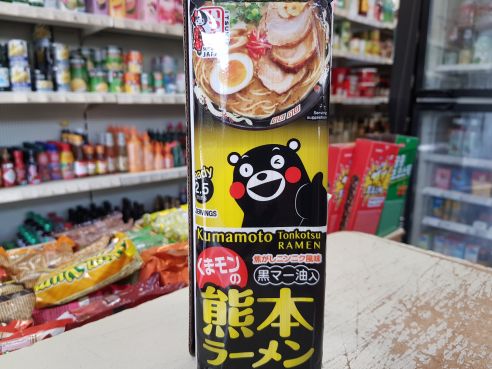 Ready
2.5
SERVINGS
Kumamoto Tonkotsu
RAMEN
くまモンの
焦がしニンニク風味
黒マー油入
熊本
ラーメン